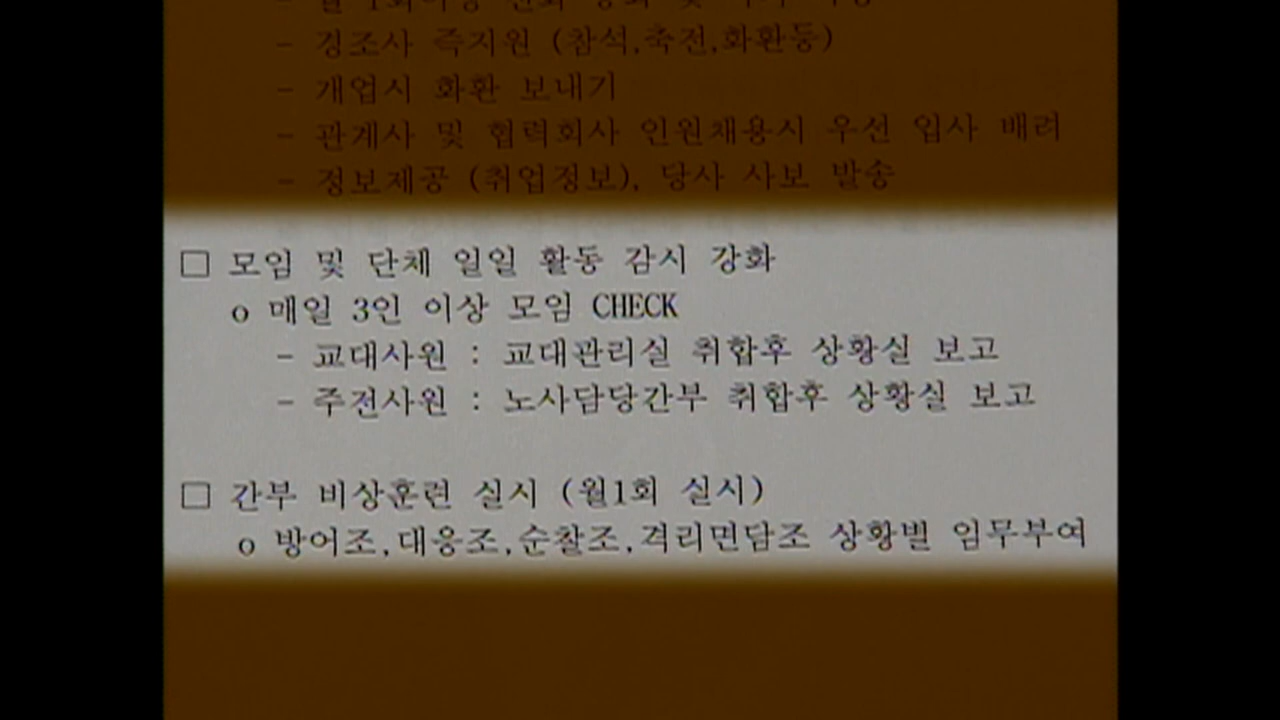 - 경조사 즉지원 (참석,축전,화환등)
- 개업시 화환 보내기
- 관계사 및 협력회사 인원채용시 우선 입사 배려
- 정보제공 (취업정보), 당사 사보 발송
□ 모임 및 단체 일일 활동 감시 강화
o 매일 3인 이상 모임 CHECK
- 교대사원 : 교대관리실 취합후 상황실 보고
- 주전사원 : 노사담당간부 취합후 상황실 보고
□ 간부 비상훈련 실시 (월1회 실시)
o 방어조,대응조,순찰조,격리면담조 상황별 임무부여